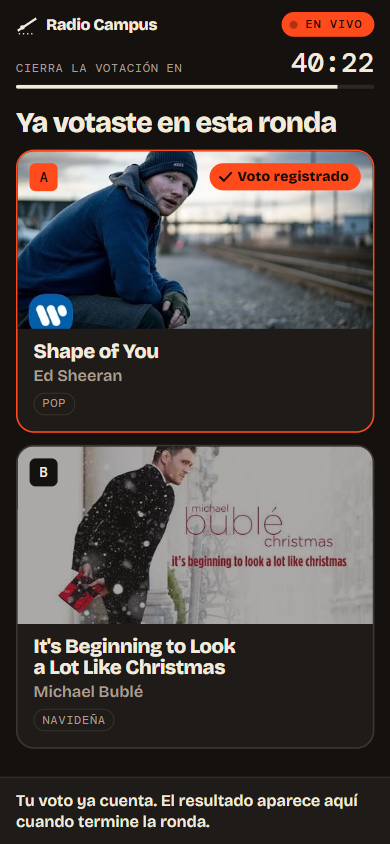 Radio Campus
EN VIVO
CIERRA LA VOTACIÓN EN
40:22
Ya votaste en esta ronda
A
Voto registrado
Shape of You
Ed Sheeran
POP
B
michael
bublé
christmas
it's beginning to look a lot like christmas
It's Beginning to Look
a Lot Like Christmas
Michael Bublé
NAVIDEÑA
Tu voto ya cuenta. El resultado aparece aquí
cuando termine la ronda.